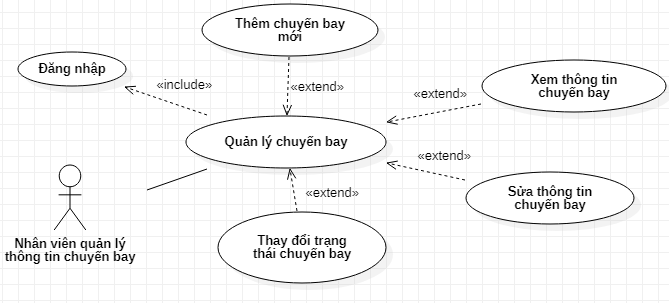 Thêm chuyến bay
mới
Đăng nhập
«include»
«extend»
Xem thông tin
chuyến bay
«extend»
Quản lý chuyến bay
«extend»
Sửa thông tin
chuyến bay
«extend»
Nhân viên quản lý
thông tin chuyến bay
Thay đổi trạng
thái chuyến bay